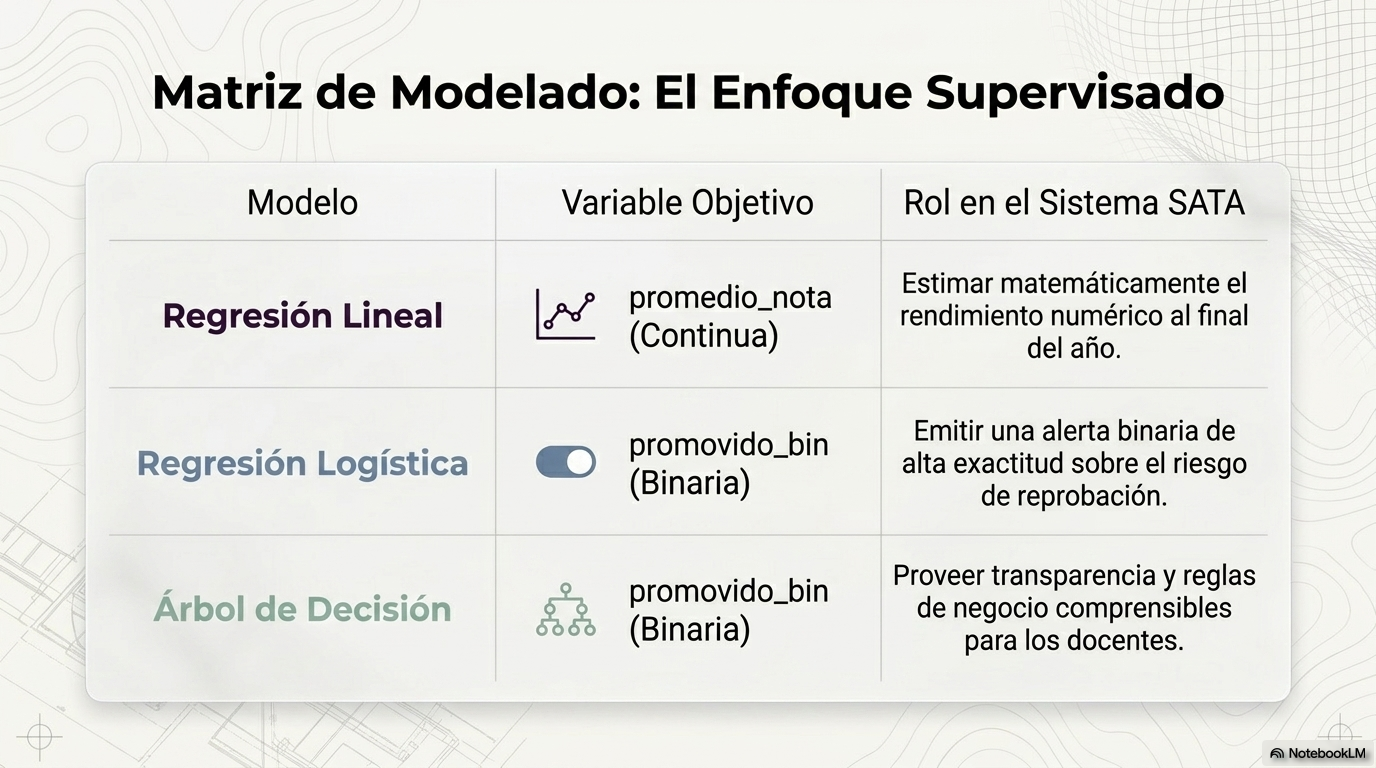 Matriz de Modelado: El Enfoque Supervisado
Modelo
Variable Objetivo
Rol en el Sistema SATA
Regresión Lineal
promedio_nota
(Continua)
Estimar matemáticamente el
rendimiento numérico al final
del año.
Regresión Logística
promovido_bin
(Binaria)
Emitir una alerta binaria de
alta exactitud sobre el riesgo
de reprobación.
Árbol de Decisión
promovido_bin
(Binaria)
Proveer transparencia y reglas
de negocio comprensibles
para los docentes.
NotebookLM